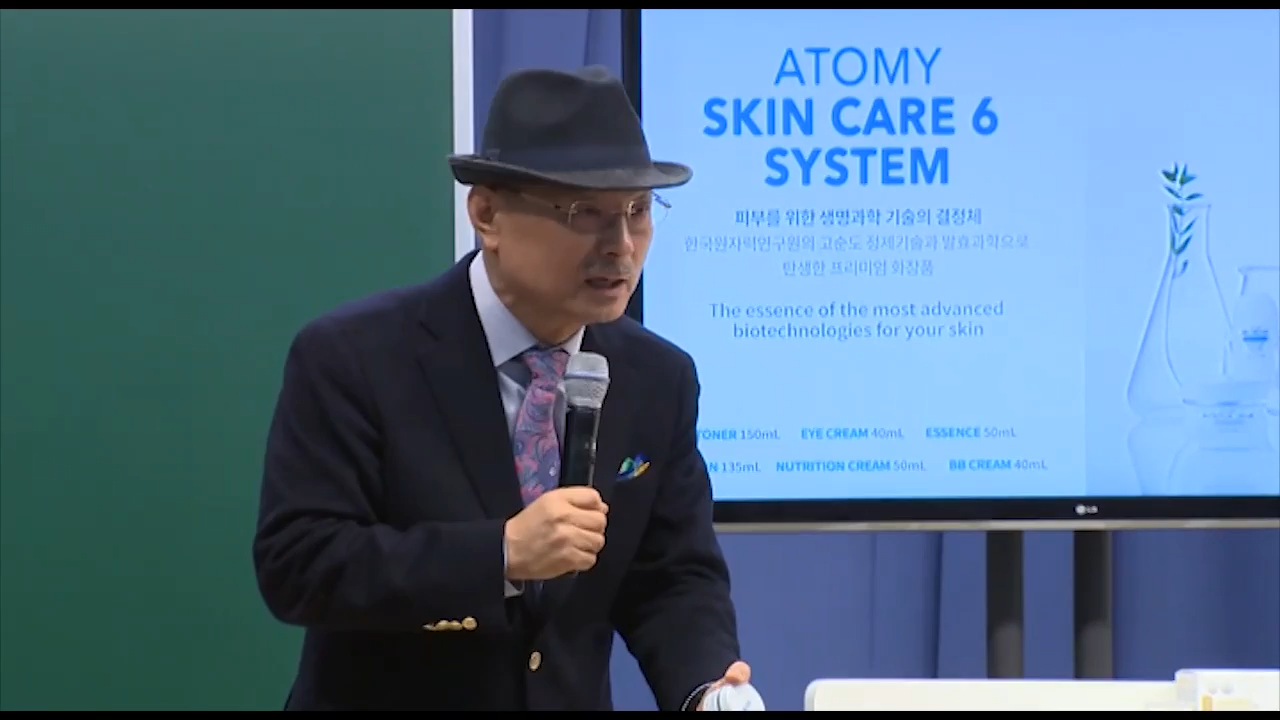 ATOMY
SKIN CARE 6
SYSTEM
피부를 위한 생명과학 기술의 결정체
한국원자력연구원의 고순도 정제기술과 발효과학으로
탄생한 프리미엄 화장품
The essence of the most advanced
biotechnologies for your skin
TONER 150mL EYE CREAM 40mL ESSENCE 50mL
N 135mL NUTRITION CREAM 50mL BB CREAM 40mL
LG